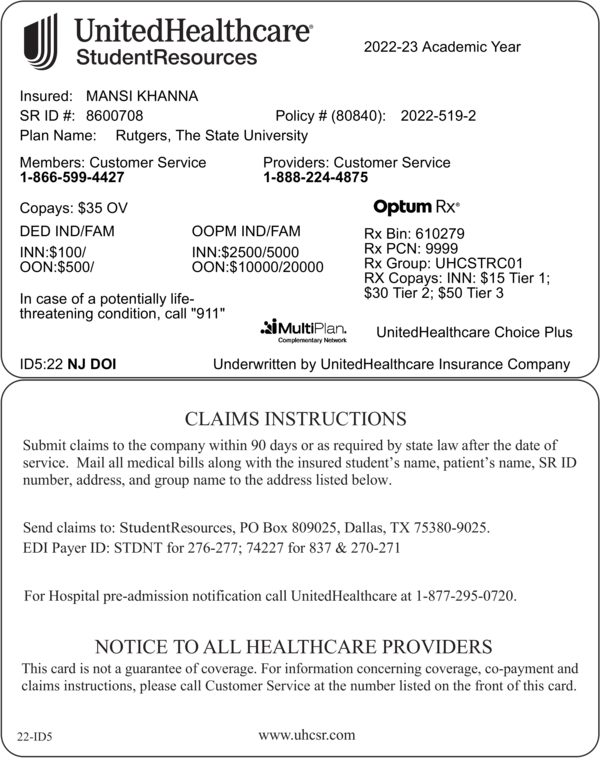 UnitedHealthcare®
StudentResources
2022-23 Academic Year
Insured: MANSI KHANNA
SR ID #: 8600708 Policy # (80840): 2022-519-2
Plan Name: Rutgers, The State University
Members: Customer Service Providers: Customer Service
1-866-599-4427 1-888-224-4875
Copays: $35 OV
DED IND/FAM OOPM IND/FAM
INN:$100/ INN:$2500/5000
OON:$500/ OON:$10000/20000
In case of a potentially life-
threatening condition, call "911"
Optum Rx®
Rx Bin: 610279
Rx PCN: 9999
Rx Group: UHCSTRC01
RX Copays: INN: $15 Tier 1;
$30 Tier 2; $50 Tier 3
MultiPlan.
Complementary Network
UnitedHealthcare Choice Plus
ID5:22 NJ DOI Underwritten by UnitedHealthcare Insurance Company
CLAIMS INSTRUCTIONS
Submit claims to the company within 90 days or as required by state law after the date of
service. Mail all medical bills along with the insured student's name, patient's name, SR ID
number, address, and group name to the address listed below.
Send claims to: StudentResources, PO Box 809025, Dallas, TX 75380-9025.
EDI Payer ID: STDNT for 276-277; 74227 for 837 & 270-271
For Hospital pre-admission notification call UnitedHealthcare at 1-877-295-0720.
NOTICE TO ALL HEALTHCARE PROVIDERS
This card is not a guarantee of coverage. For information concerning coverage, co-payment and
claims instructions, please call Customer Service at the number listed on the front of this card.
22-ID5 www.uhcsr.com